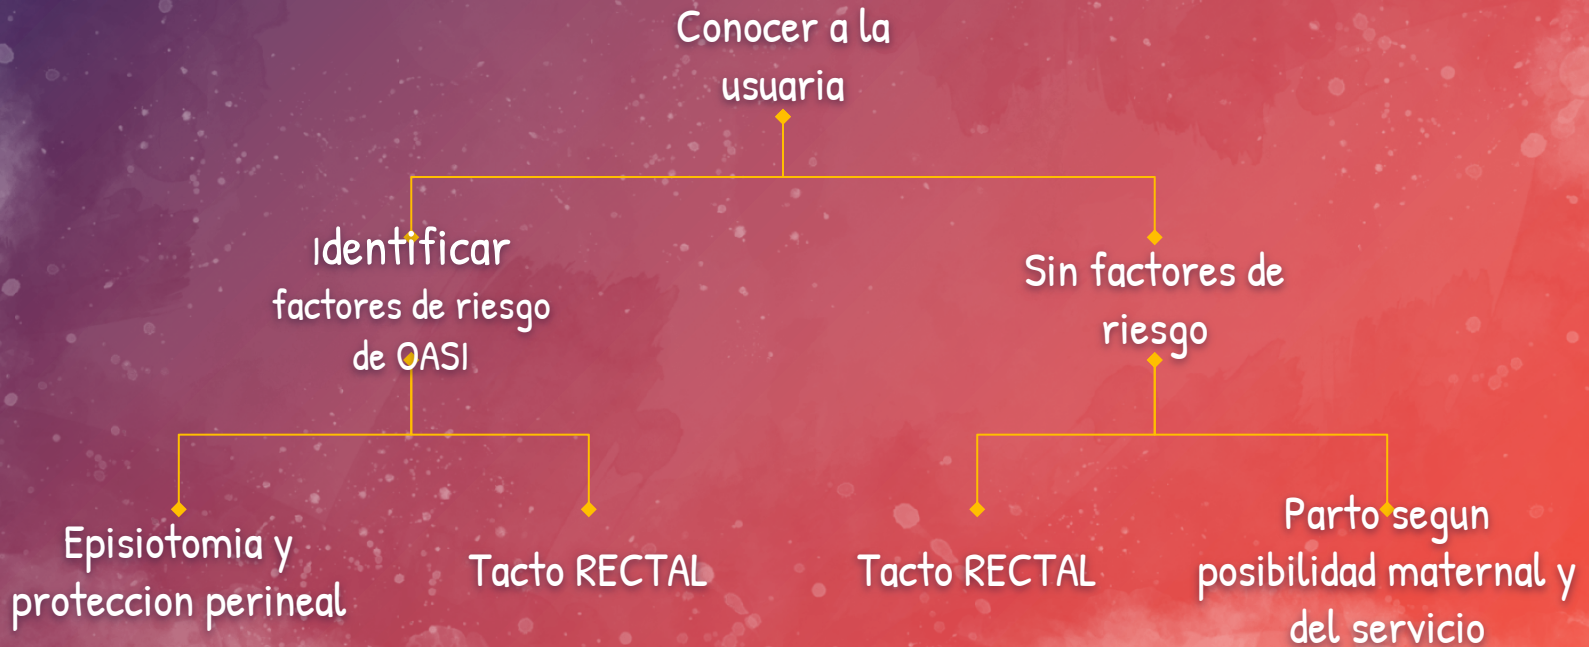 Conocer a la
usuaria
Identificar
factores de riesgo
de OASI
Sin factores de
riesgo
Episiotomia y
proteccion perineal
Tacto RECTAL
Tacto RECTAL
Parto segun
posibilidad maternal y
del servicio